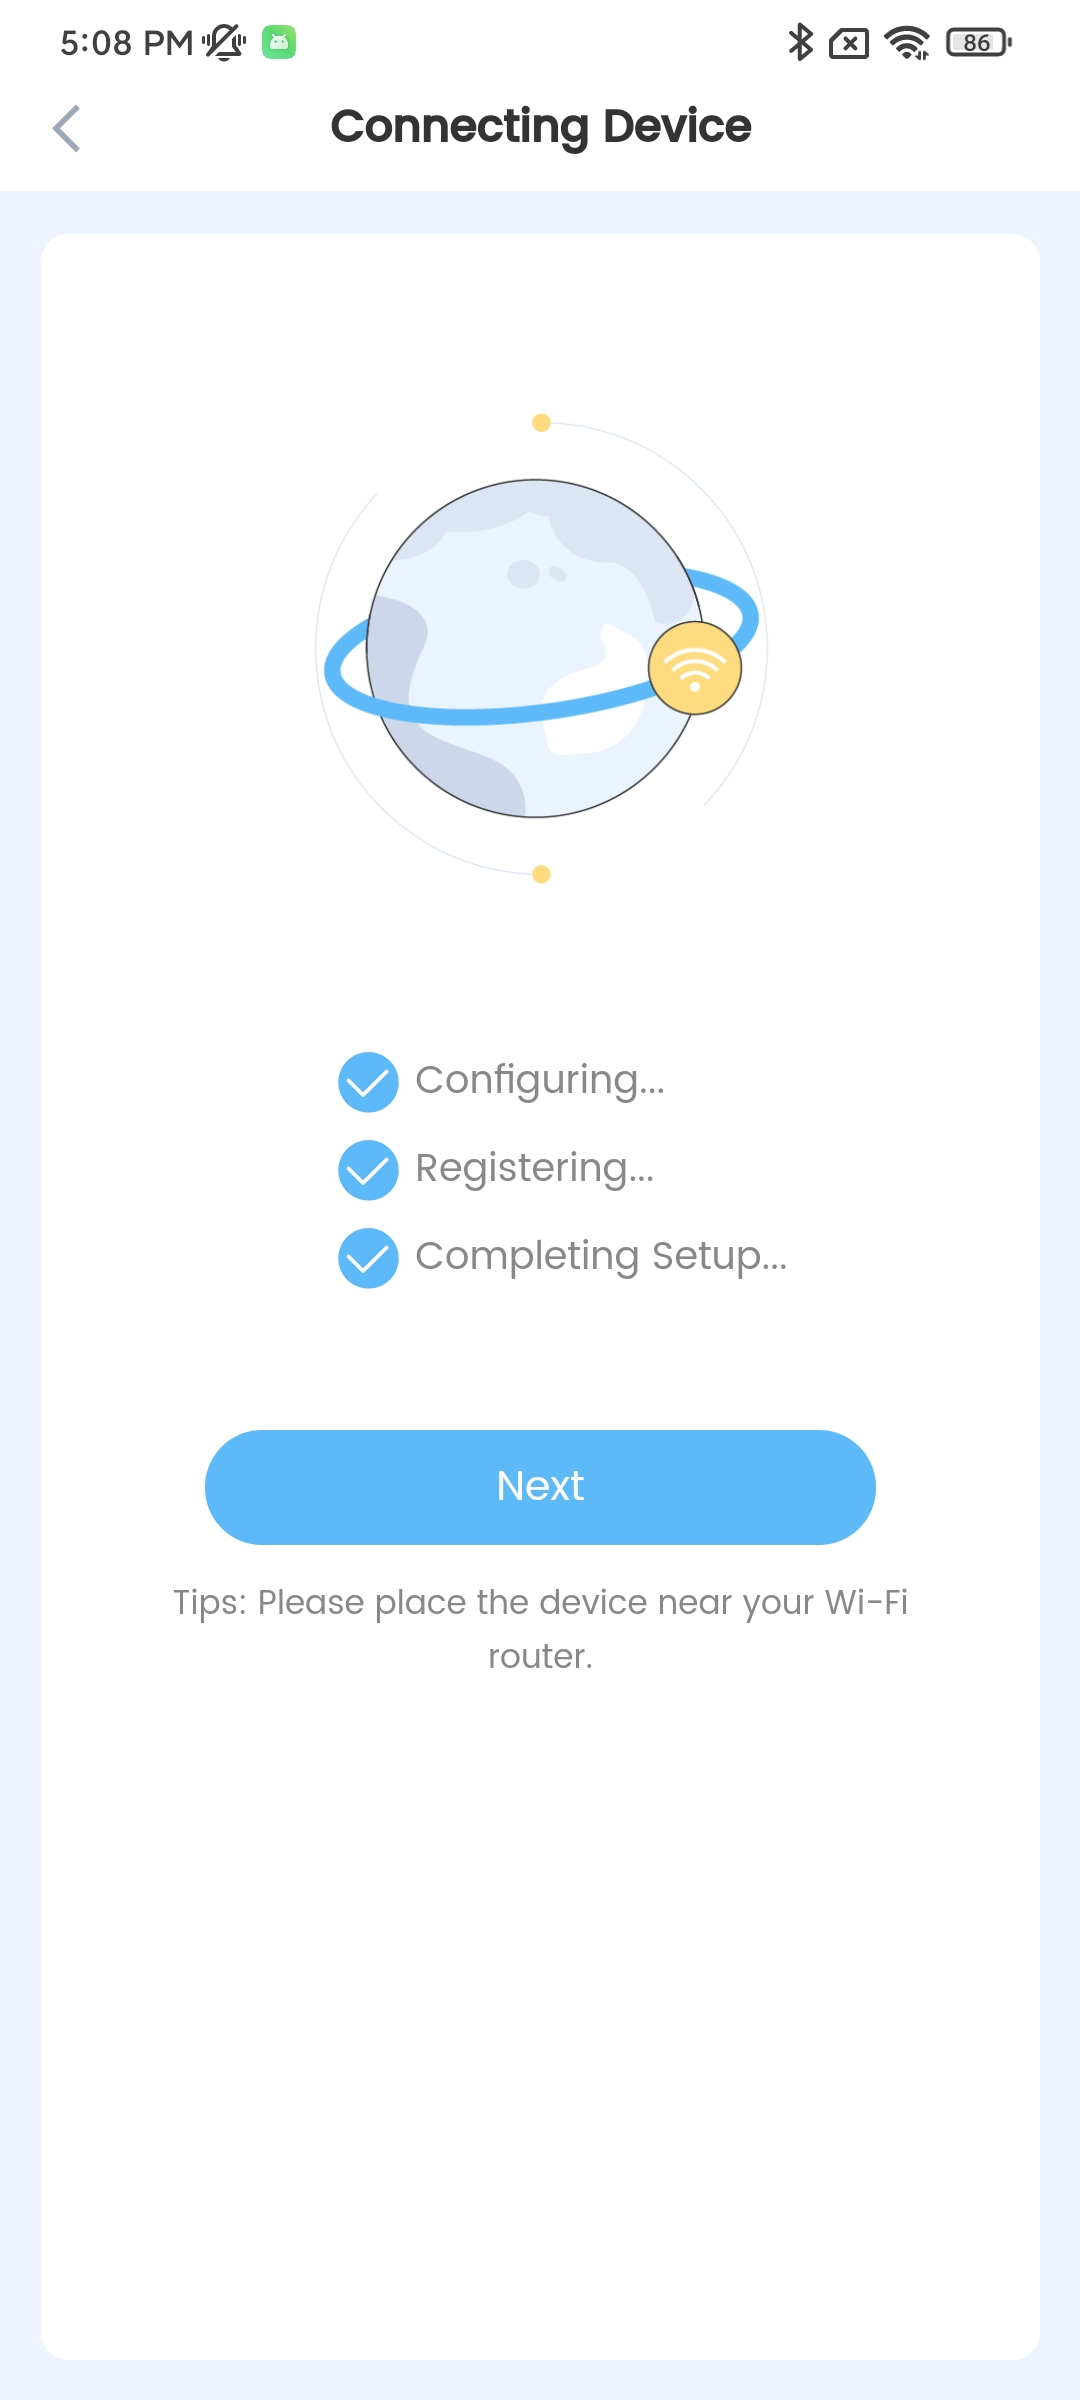 5:08 PM
86
Connecting Device
Configuring...
Registering...
Completing Setup...
Next
Tips: Please place the device near your Wi-Fi
router.